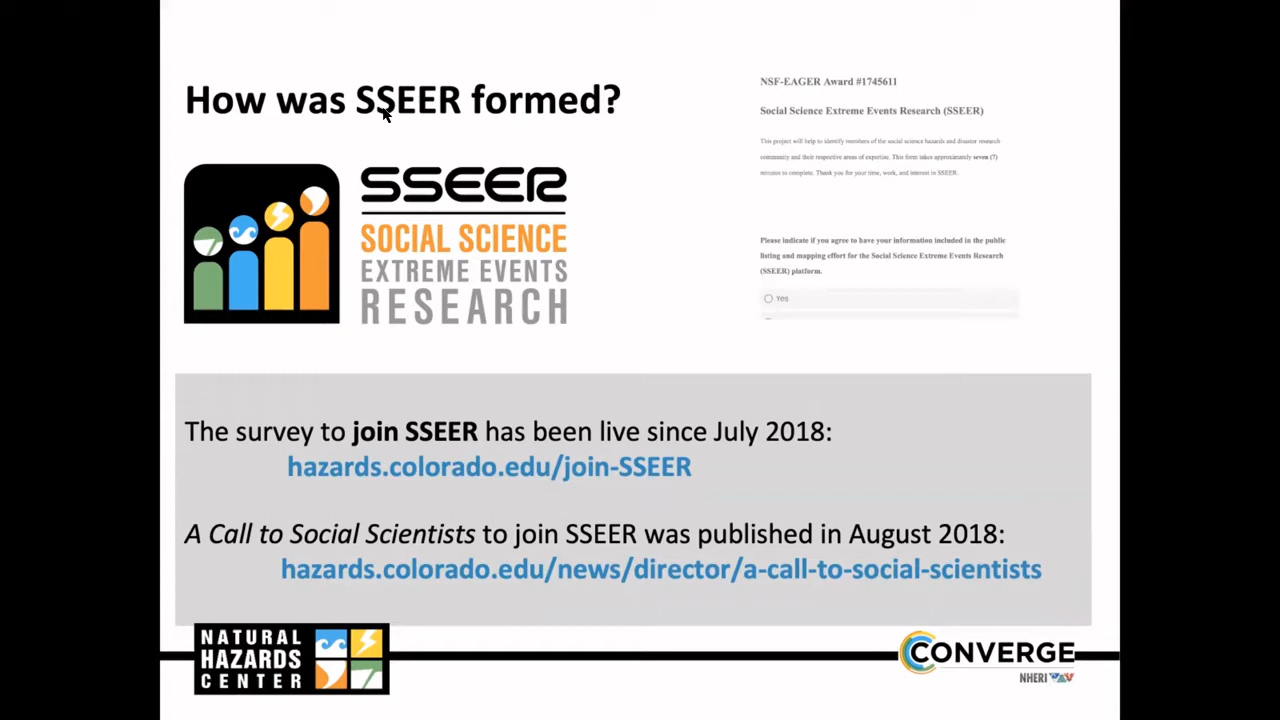 How was SSEER formed?
NSF-EAGER Award #1745611
Social Science Extreme Events Research (SSEER)
This project will help to identify members of the social science hazards and disaster research
community and their respective areas of expertise. This form takes approximately seven (7)
minutes to complete. Thank you for your time, work, and interest in SSEER.
Please indicate if you agree to have your information included in the public
listing and mapping effort for the Social Science Extreme Events Research
(SSEER) platform.
Yes
SSEER
SOCIAL SCIENCE
EXTREME EVENTS
RESEARCH
The survey to join SSEER has been live since July 2018:
hazards.colorado.edu/join-SSEER
A Call to Social Scientists to join SSEER was published in August 2018:
hazards.colorado.edu/news/director/a-call-to-social-scientists
NATURAL
HAZARDS
CENTER
CONVERGE
NHERI